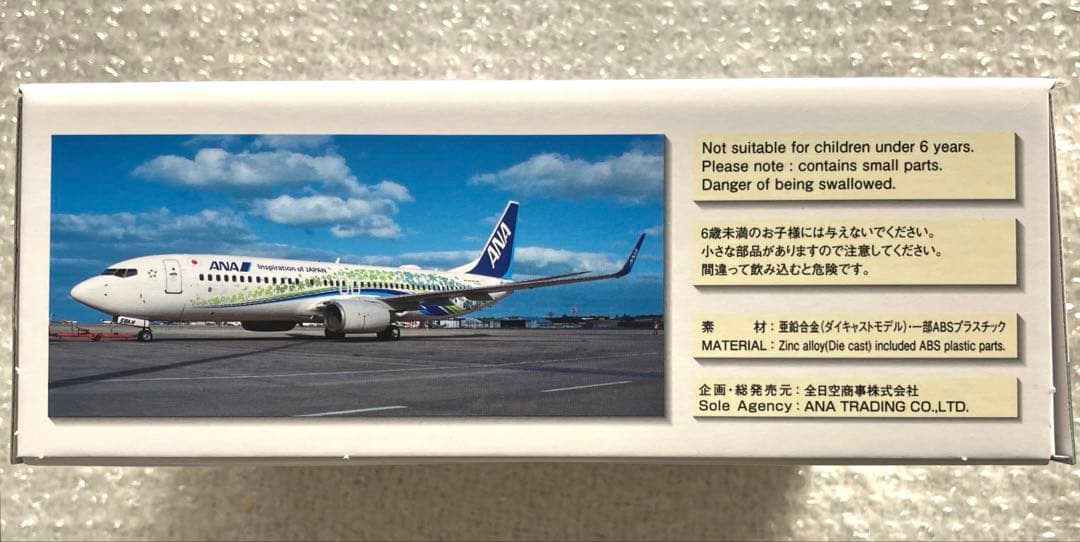 ANA
Inspiration of JAPAN
ANA
Not suitable for children under 6 years.
Please note : contains small parts.
Danger of being swallowed.
6歳未満のお子様には与えないでください。
小さな部品がありますので注意してください。
間違って飲み込むと危険です。
素　　材：亜鉛合金(ダイキャストモデル)・一部ABSプラスチック
MATERIAL : Zinc alloy(Die cast) included ABS plastic parts.
企画・総発売元：全日空商事株式会社
Sole Agency : ANA TRADING CO.,LTD.